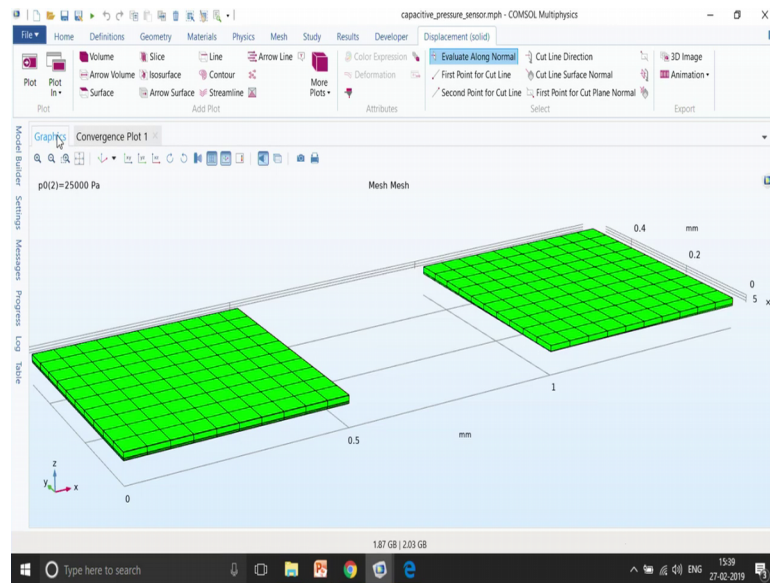 capacitive_pressure_sensor.mph - COMSOL Multiphysics
File Home Definitions Geometry Materials Physics Mesh Study Results Developer Displacement (solid)
Volume Slice Line Arrow Line Color Expression Evaluate Along Normal Cut Line Direction 3D Image
Plot Plot In Arrow Volume Isosurface Contour More Plots Deformation First Point for Cut Line Cut Line Surface Normal Animation
Surface Arrow Surface Streamline Second Point for Cut Line First Point for Cut Plane Normal
Plot Add Plot Attributes Select Export
Graphics Convergence Plot 1
Model Builder
Settings
Messages
Progress
Log
Table
p0(2)=25000 Pa Mesh Mesh
0.4 mm
0.2
0
5 x
1
0.5 mm
z
y x
0
1.87 GB | 2.03 GB
Type here to search ENG 15:39
27-02-2019